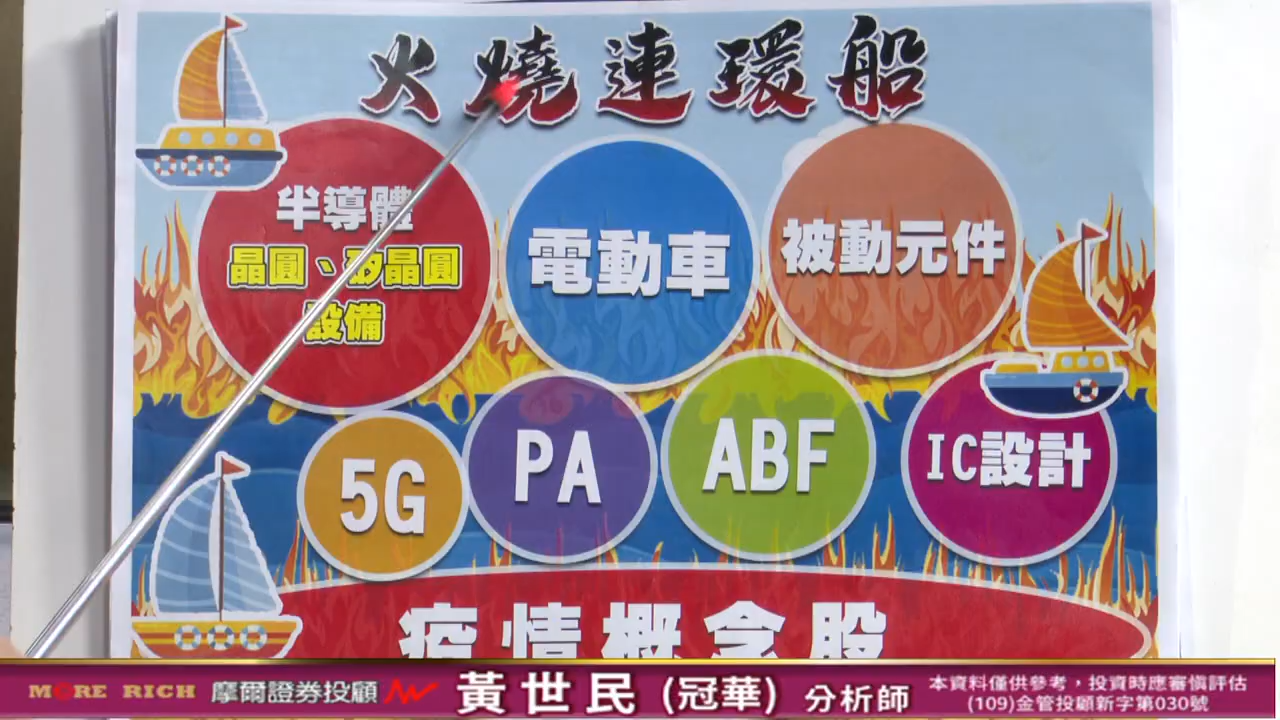 火燒連環船
半導體
晶圓、矽晶圓
設備
電動車
被動元件
5G
PA
ABF
IC設計
疫情概念股
MORE RICH 摩爾證券投顧 黃世民(冠華) 分析師
本資料僅供參考，投資時應審慎評估
(109)金管投顧新字第030號